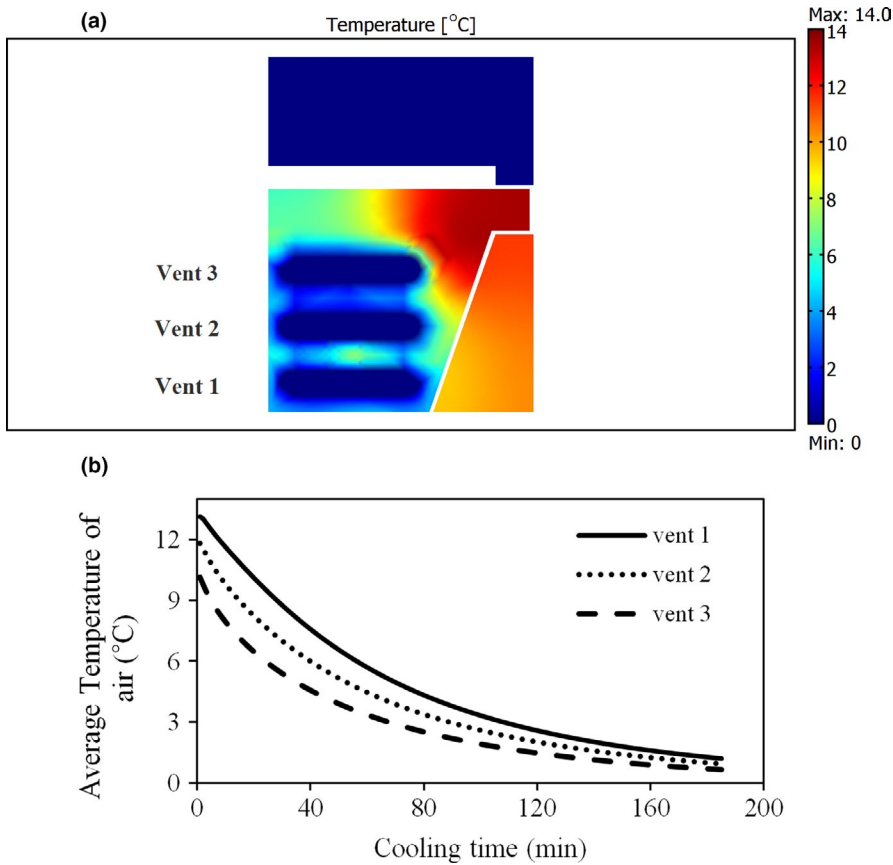 (a)
Temperature [°C]
Max: 14.0
14
12
10
8
6
4
2
0
Min: 0
Vent 3
Vent 2
Vent 1
(b)
Average Temperature of
air (°C)
12
9
6
3
0
vent 1
vent 2
vent 3
0 40 80 120 160 200
Cooling time (min)